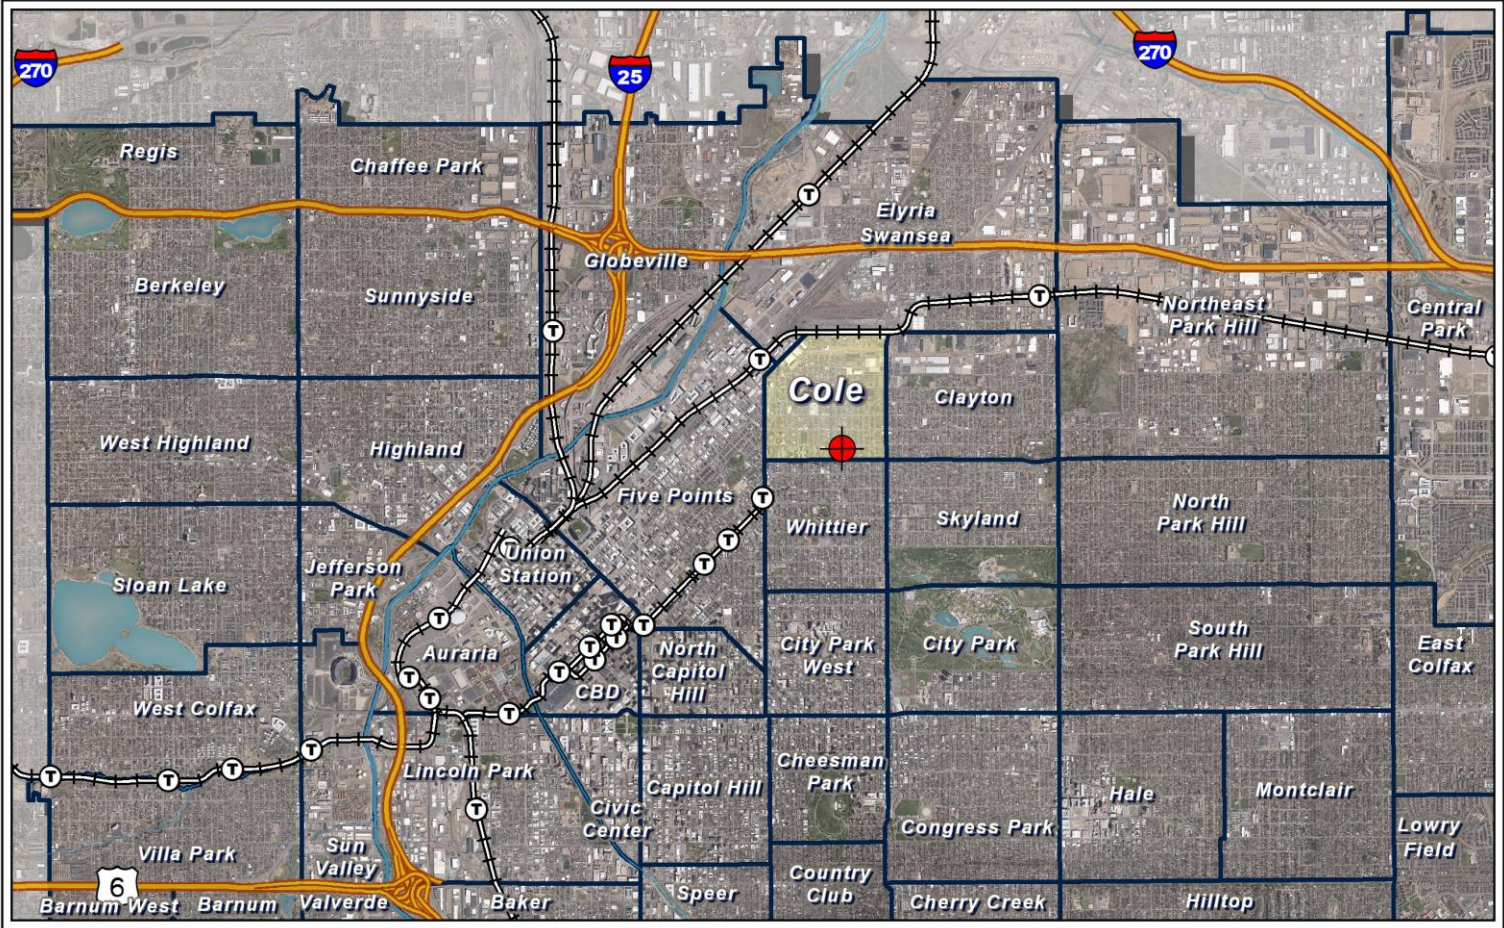 270
25
270
Regis
Chaffee Park
Elyria
Swansea
Globeville
Berkeley
Sunnyside
Northeast
Park Hill
Central
Park
T
T
T
T
T
Cole
Clayton
West Highland
Highland
Five Points
T
Whittier
Skyland
North
Park Hill
T
T
T
Union
Station
Jefferson
Park
Sloan Lake
T
T
T
T
T
T
T
Auraria
North
Capitol
Hill
City Park
West
City Park
South
Park Hill
East
Colfax
T
T
T
CBD
West Colfax
T
T
T
T
T
Lincoln Park
Cheesman
Park
Capitol Hill
Hale
Montclair
T
Civic
Center
Congress Park
Lowry
Field
Villa Park
Sun
Valley
6
Country
Club
Speer
Barnum West
Barnum
Valverde
Baker
Cherry Creek
Hilltop